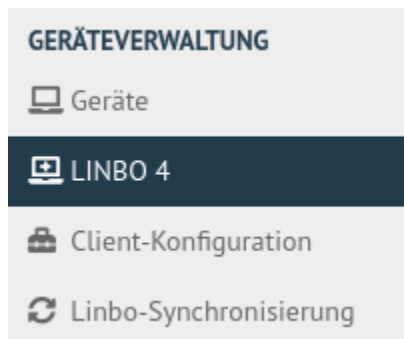 GERÄTEVERWALTUNG
Geräte
LINBO 4
Client-Konfiguration
Linbo-Synchronisierung